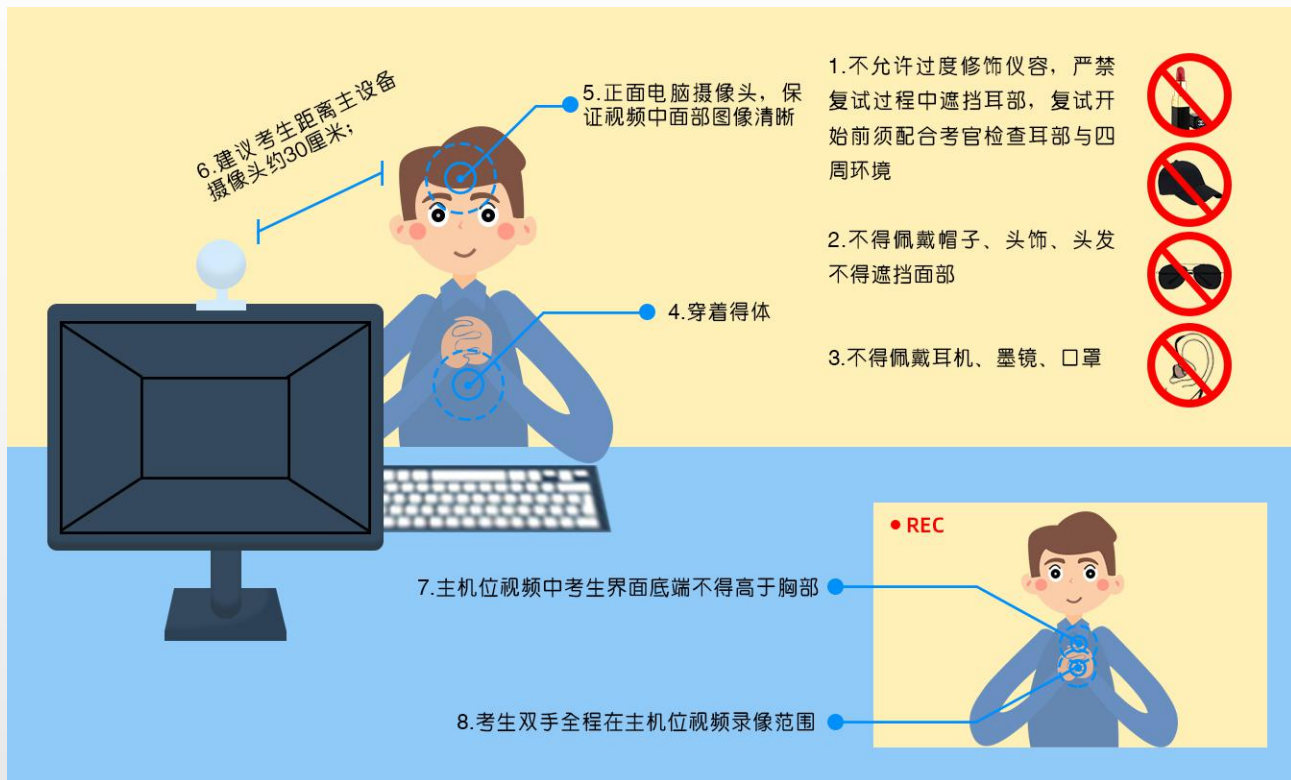 1.不允许过度修饰仪容，严禁
复试过程中遮挡耳部，复试开
始前须配合考官检查耳部与四
周环境
2.不得佩戴帽子、头饰、头发
不得遮挡面部
3.不得佩戴耳机、墨镜、口罩
4.穿着得体
5.正面电脑摄像头，保
证视频中面部图像清晰
6.建议考生距离主设备
摄像头约30厘米；
REC
7.主机位视频中考生界面底端不得高于胸部
8.考生双手全程在主机位视频录像范围